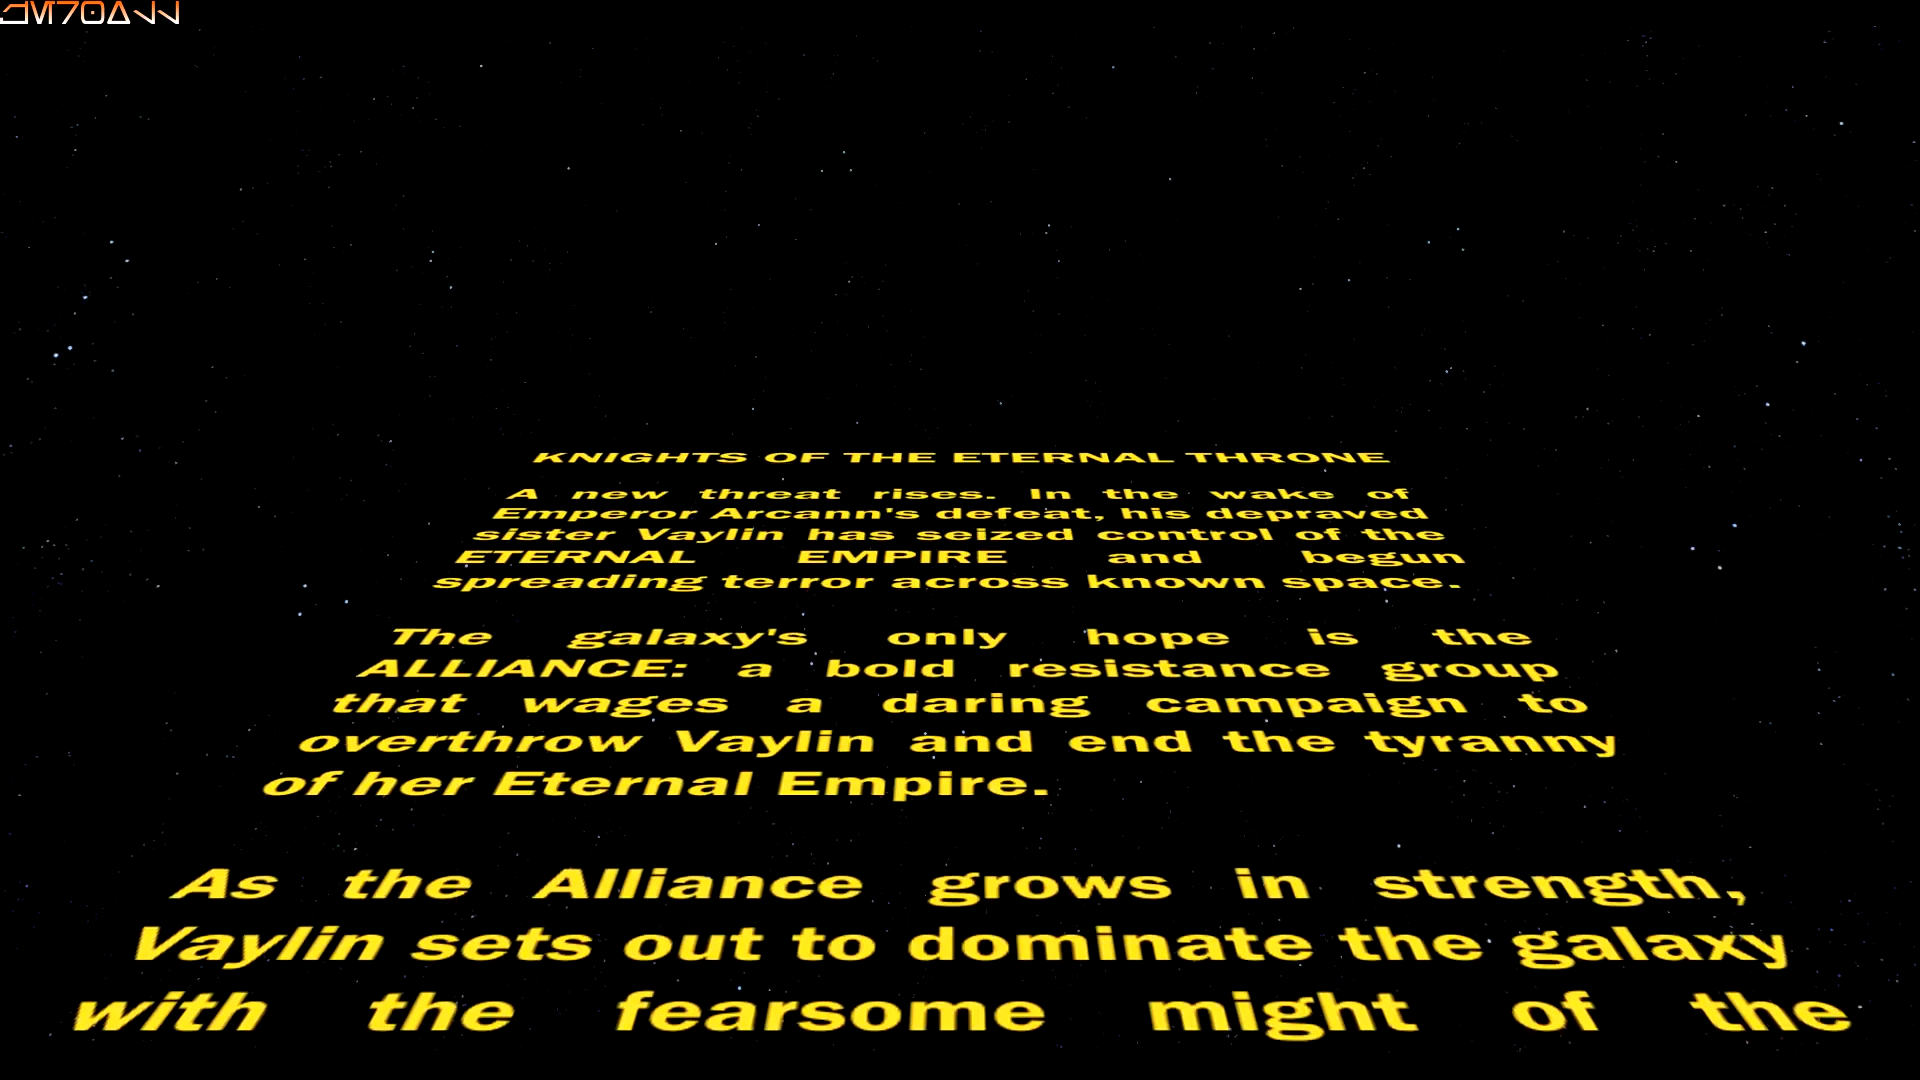 KNIGHTS OF THE ETERNAL THRONE
A new threat rises. In the wake of
Emperor Arcann's defeat, his depraved
sister Vaylin has seized control of the
ETERNAL EMPIRE and begun
spreading terror across known space.
The galaxy's only hope is the
ALLIANCE: a bold resistance group
that wages a daring campaign to
overthrow Vaylin and end the tyranny
of her Eternal Empire.
As the Alliance grows in strength,
Vaylin sets out to dominate the galaxy
with the fearsome might of the